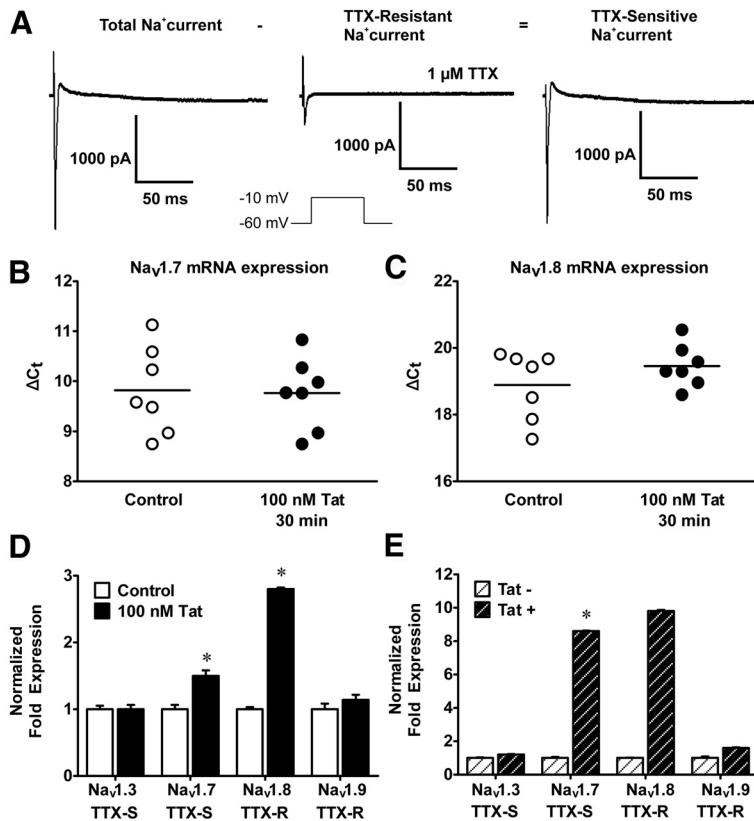 A
Total Na⁺current
-
TTX-Resistant
Na⁺current
=
TTX-Sensitive
Na⁺current
1 µM TTX
1000 pA
50 ms
1000 pA
50 ms
1000 pA
50 ms
-10 mV
-60 mV
B
Naᵥ1.7 mRNA expression
ΔCt
12
11
10
9
8
Control
100 nM Tat
30 min
C
Naᵥ1.8 mRNA expression
ΔCt
22
20
18
16
Control
100 nM Tat
30 min
D
Normalized
Fold Expression
3
2
1
0
Control
100 nM Tat
*
*
Naᵥ1.3
TTX-S
Naᵥ1.7
TTX-S
Naᵥ1.8
TTX-R
Naᵥ1.9
TTX-R
E
Normalized
Fold Expression
12
10
8
6
4
2
0
Tat -
Tat +
*
Naᵥ1.3
TTX-S
Naᵥ1.7
TTX-S
Naᵥ1.8
TTX-R
Naᵥ1.9
TTX-R